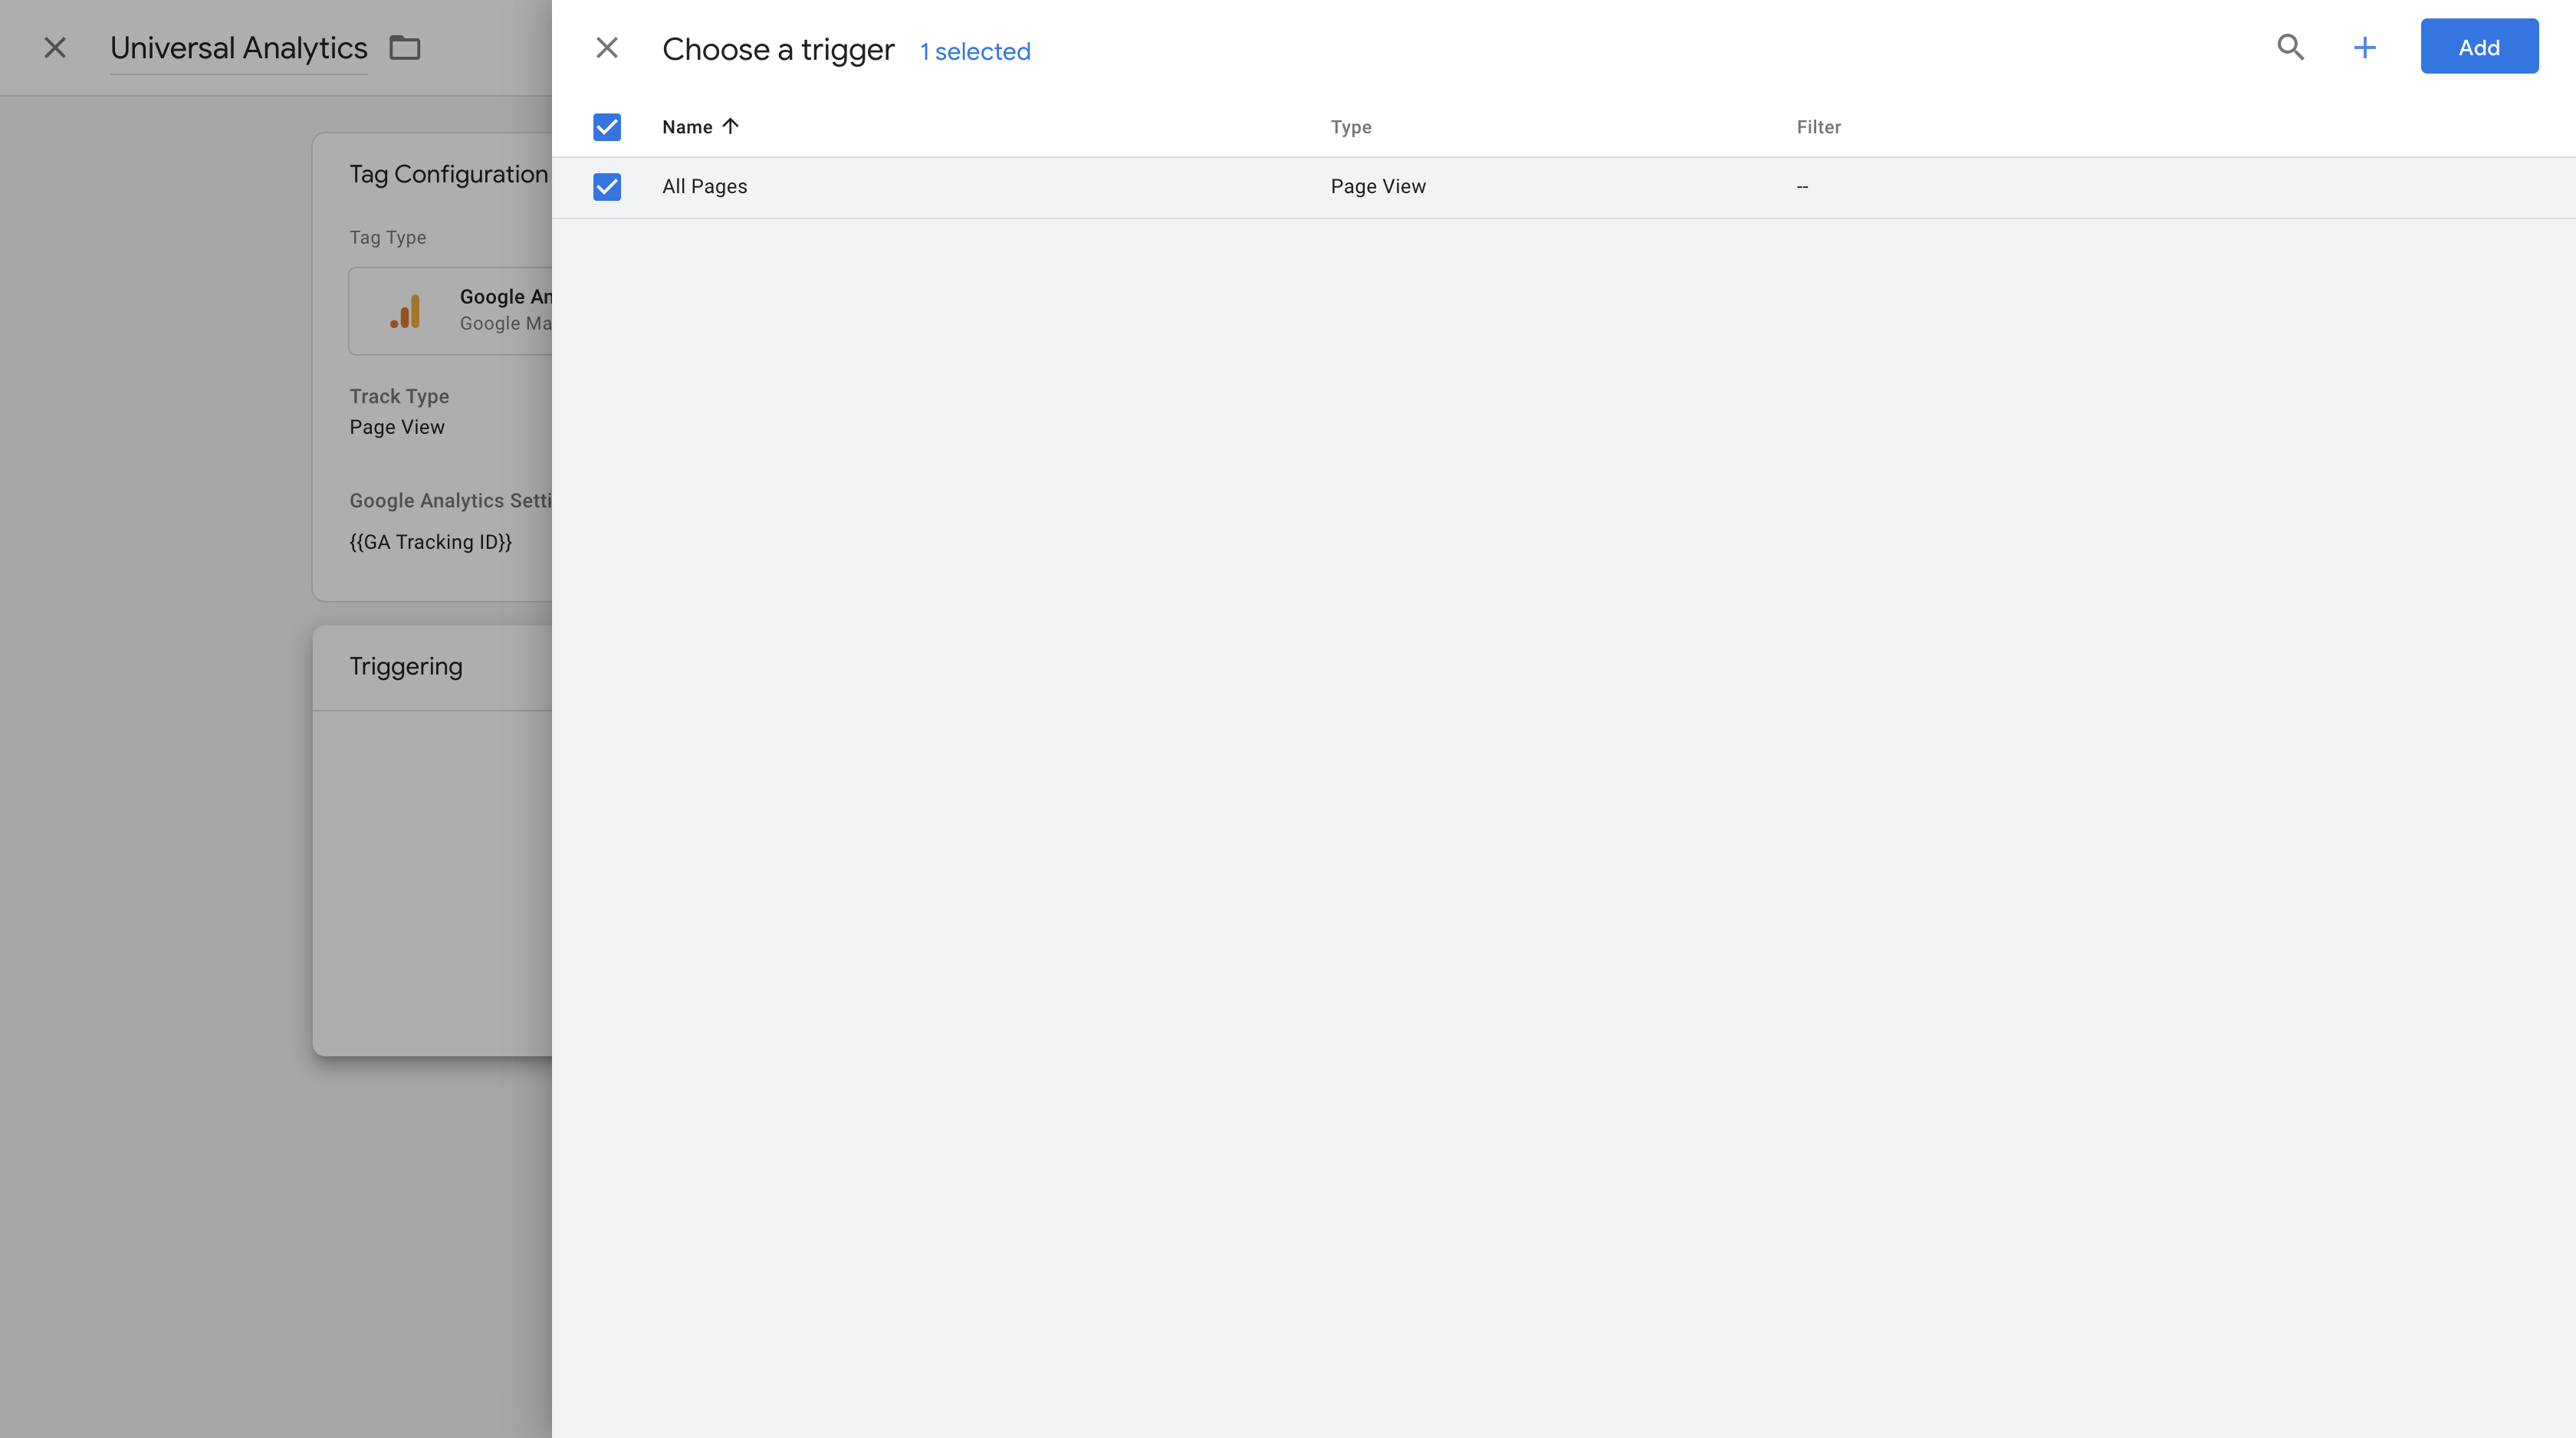 Universal Analytics
Tag Configuration
Tag Type
Google An
Google Ma
Track Type
Page View
Google Analytics Setti
{{GA Tracking ID}}
Triggering
Choose a trigger 1 selected
Add
Name Type Filter
All Pages Page View --